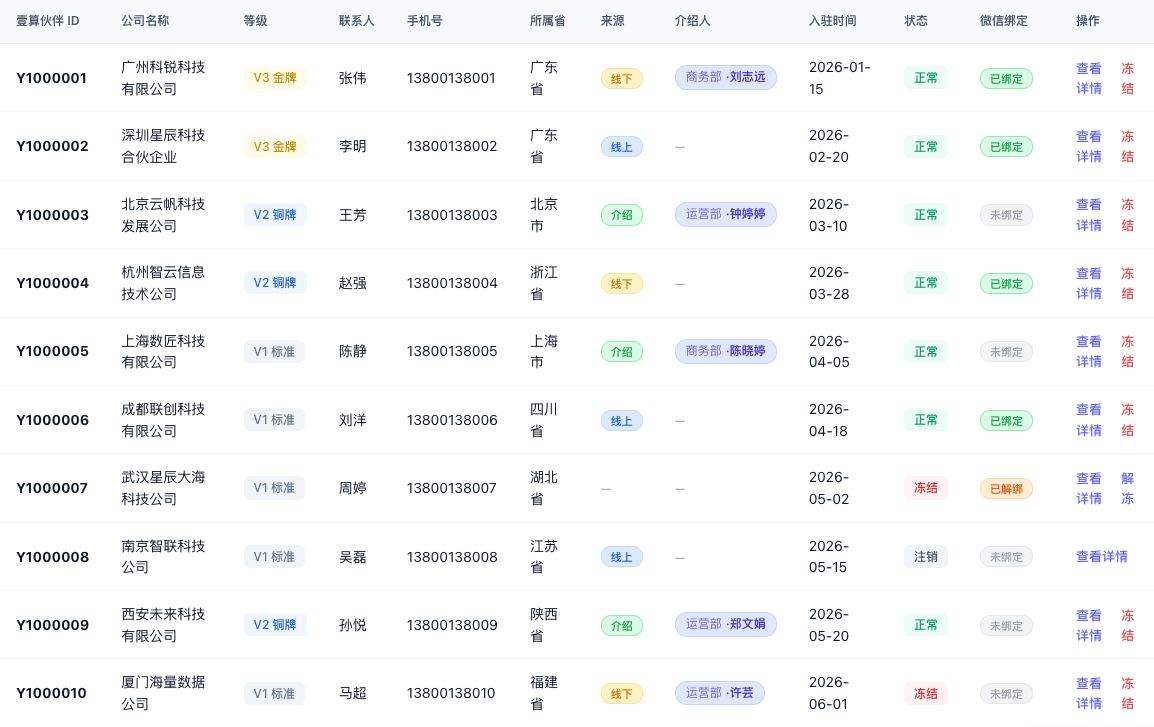 壹算伙伴 ID 公司名称 等级 联系人 手机号 所属省 来源 介绍人 入驻时间 状态 微信绑定 操作
Y1000001 广州科锐科技有限公司 V3 金牌 张伟 13800138001 广东省 线下 商务部 ·刘志远 2026-01-15 正常 已绑定 查看详情 冻结
Y1000002 深圳星辰科技合伙企业 V3 金牌 李明 13800138002 广东省 线上 — 2026-02-20 正常 已绑定 查看详情 冻结
Y1000003 北京云帆科技发展公司 V2 铜牌 王芳 13800138003 北京市 介绍 运营部 ·钟婷婷 2026-03-10 正常 未绑定 查看详情 冻结
Y1000004 杭州智云信息技术公司 V2 铜牌 赵强 13800138004 浙江省 线下 — 2026-03-28 正常 已绑定 查看详情 冻结
Y1000005 上海数匠科技有限公司 V1 标准 陈静 13800138005 上海市 介绍 商务部 ·陈晓婷 2026-04-05 正常 未绑定 查看详情 冻结
Y1000006 成都联创科技有限公司 V1 标准 刘洋 13800138006 四川省 线上 — 2026-04-18 正常 已绑定 查看详情 冻结
Y1000007 武汉星辰大海科技公司 V1 标准 周婷 13800138007 湖北省 — — 2026-05-02 冻结 已解绑 查看详情 解冻
Y1000008 南京智联科技公司 V1 标准 吴磊 13800138008 江苏省 线上 — 2026-05-15 注销 未绑定 查看详情
Y1000009 西安未来科技有限公司 V2 铜牌 孙悦 13800138009 陕西省 介绍 运营部 ·郑文娟 2026-05-20 正常 未绑定 查看详情 冻结
Y1000010 厦门海量数据公司 V1 标准 马超 13800138010 福建省 线下 运营部 ·许芸 2026-06-01 冻结 未绑定 查看详情 冻结